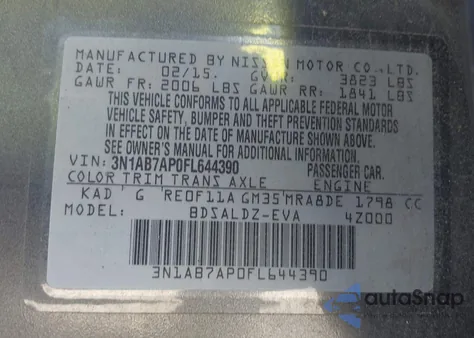 MANUFACTURED BY NISSAN MOTOR CO., LTD.
DATE: 02/15. GVWR: 3823 LBS
GAWR FR: 2006 LBS GAWR RR: 1841 LBS
THIS VEHICLE CONFORMS TO ALL APPLICABLE FEDERAL MOTOR
VEHICLE SAFETY, BUMPER AND THEFT PREVENTION STANDARDS
IN EFFECT ON THE DATE OF MANUFACTURE SHOWN ABOVE.
SEE OWNER'S MANUAL FOR ADDITIONAL INFORMATION.
VIN: 3N1AB7AP0FL644390 PASSENGER CAR.
COLOR TRIM TRANS AXLE ENGINE
KAD ' G 'RE0F11A GM35'MRA8DE 1798 CC
MODEL: BDSALDZ-EVA 4Z000
3N1AB7AP0FL644390
autoSnap